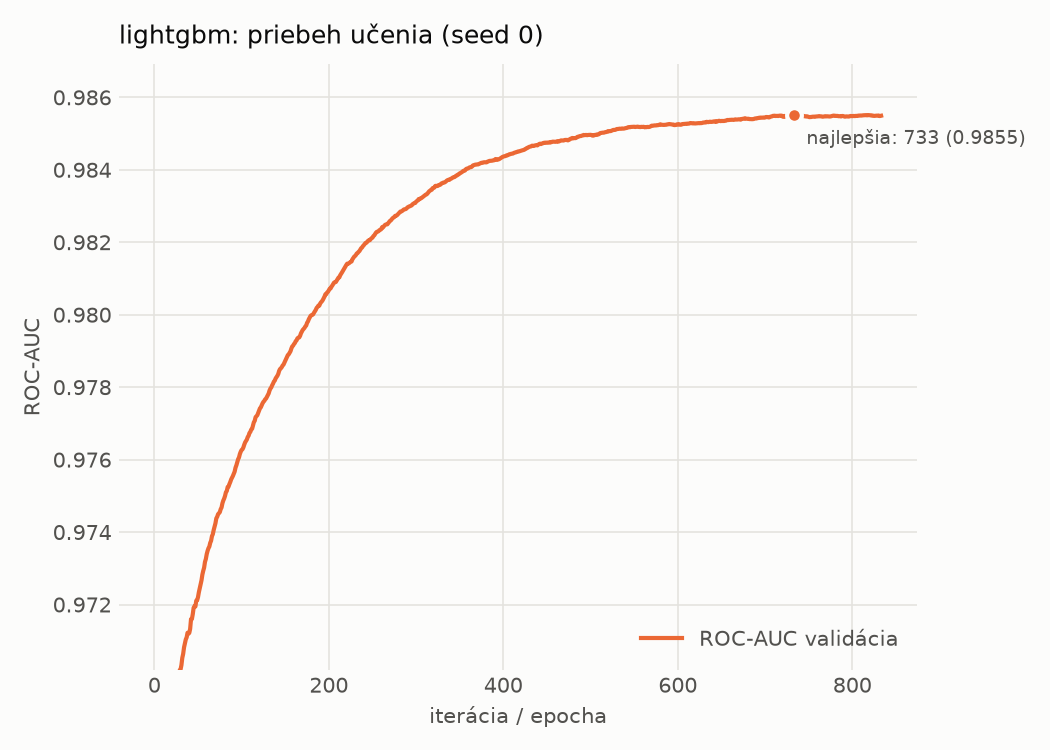 lightgbm: priebeh učenia (seed 0)
0.986
najlepšia: 733 (0.9855)
0.984
0.982
0.980
0.978
0.976
0.974
0.972
ROC-AUC
ROC-AUC validácia
0 200 400 600 800
iterácia / epocha